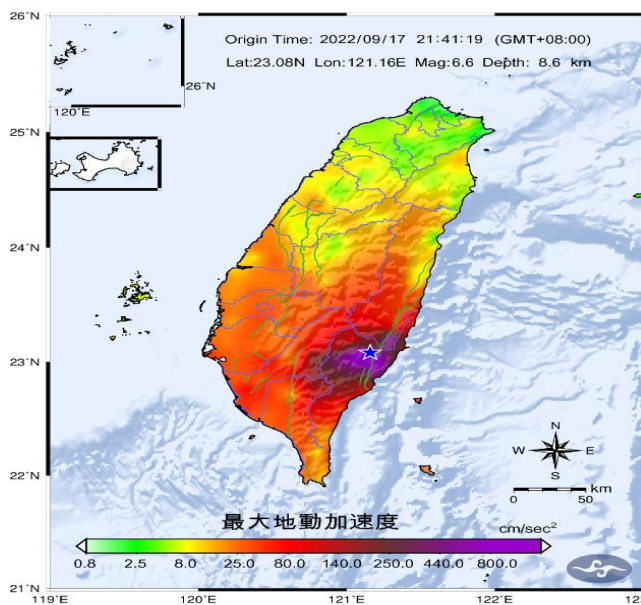 26°N
Origin Time: 2022/09/17 21:41:19 (GMT+08:00)
Lat:23.08N Lon:121.16E Mag:6.6 Depth: 8.6 km
26°N
120°E
25°N
24°N
23°N
22°N
N
W E
S
0 50 km
最大地動加速度
cm/sec²
0.8 2.5 8.0 25.0 80.0 140.0 250.0 440.0 800.0
21°N
119°E 120°E 121°E 122°E